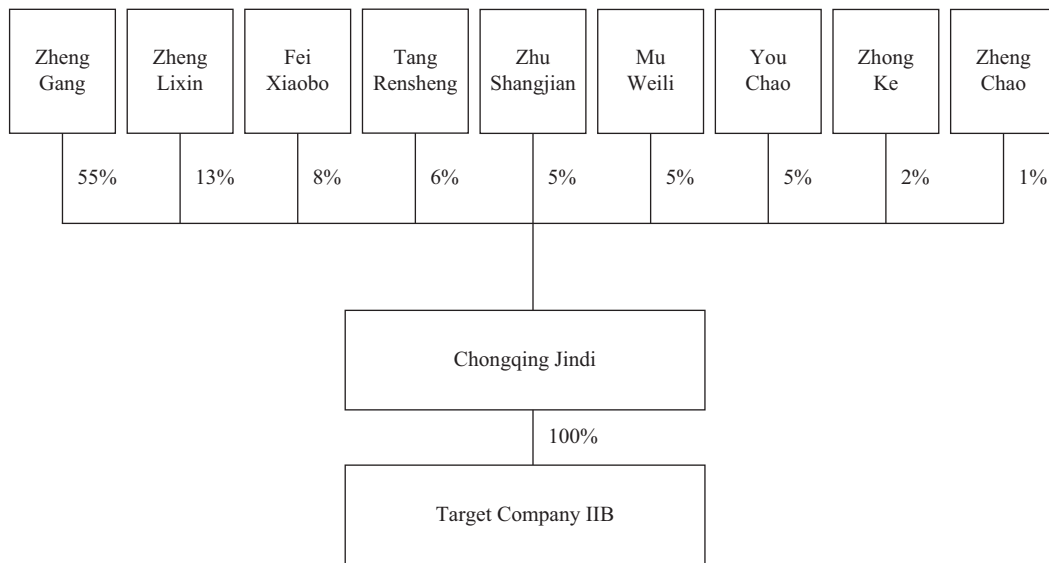 Zheng
Gang
Zheng
Lixin
Fei
Xiaobo
Tang
Rensheng
Zhu
Shangjian
Mu
Weili
You
Chao
Zhong
Ke
Zheng
Chao
55%
13%
8%
6%
5%
5%
5%
2%
1%
Chongqing Jindi
100%
Target Company IIB